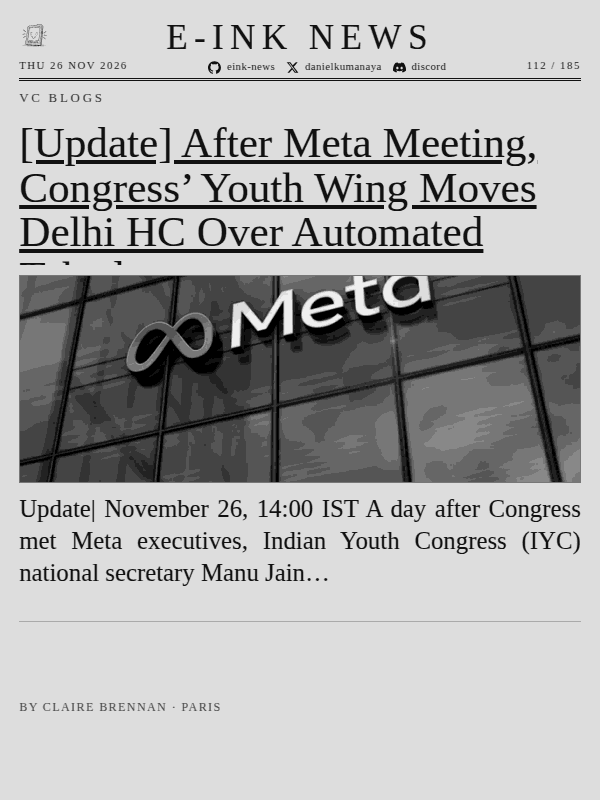 E-INK NEWS
THU 26 NOV 2026
eink-news danielkumanaya discord
112 / 185
VC BLOGS
[Update] After Meta Meeting,
Congress’ Youth Wing Moves
Delhi HC Over Automated
Meta
Update| November 26, 14:00 IST A day after Congress
met Meta executives, Indian Youth Congress (IYC)
national secretary Manu Jain…
BY CLAIRE BRENNAN · PARIS